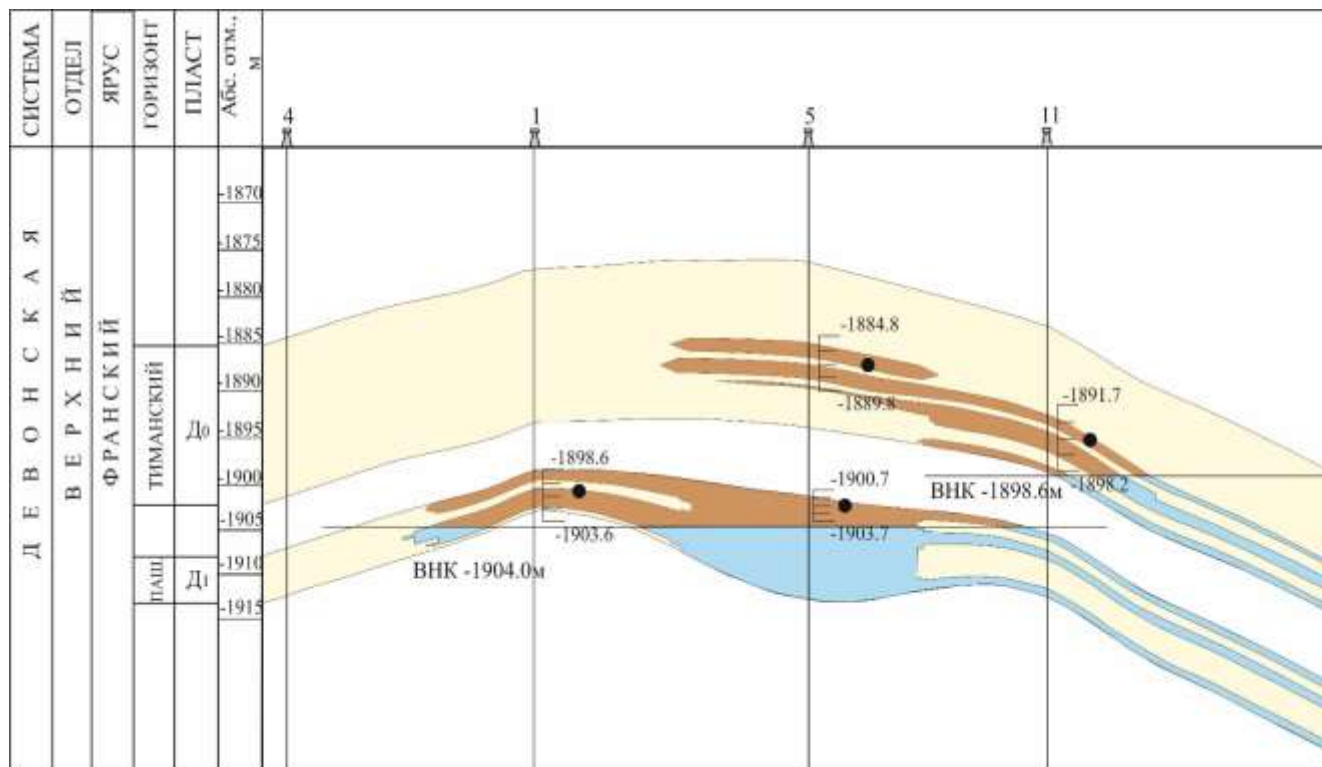 СИСТЕМА
ОТДЕЛ
ЯРУС
ГОРИЗОНТ
ПЛАСТ
Абс. отм., м
4
1
5
11
ДЕВОНСКАЯ
ВЕРХНИЙ
ФРАНСКИЙ
ТИМАНСКИЙ
ПАШ.
Д0
Д1
-1870
-1875
-1880
-1885
-1890
-1895
-1900
-1905
-1910
-1915
-1884.8
-1889.8
-1891.7
-1898.2
ВНК -1898.6м
-1898.6
-1903.6
-1900.7
-1903.7
ВНК -1904.0м